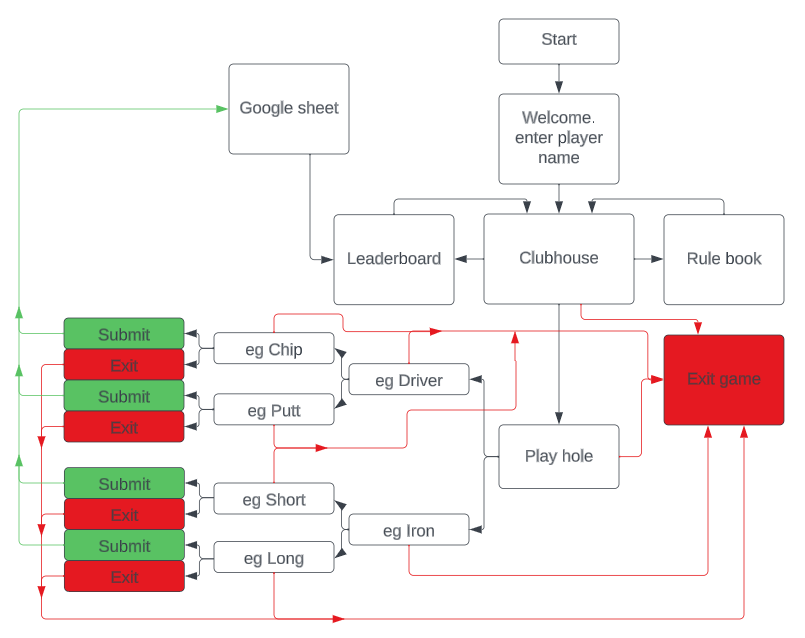 Start
Google sheet
Welcome.
enter player
name
Leaderboard
Clubhouse
Rule book
Submit
Exit
Submit
Exit
eg Chip
eg Putt
eg Driver
Exit game
Play hole
Submit
Exit
Submit
Exit
eg Short
eg Long
eg Iron